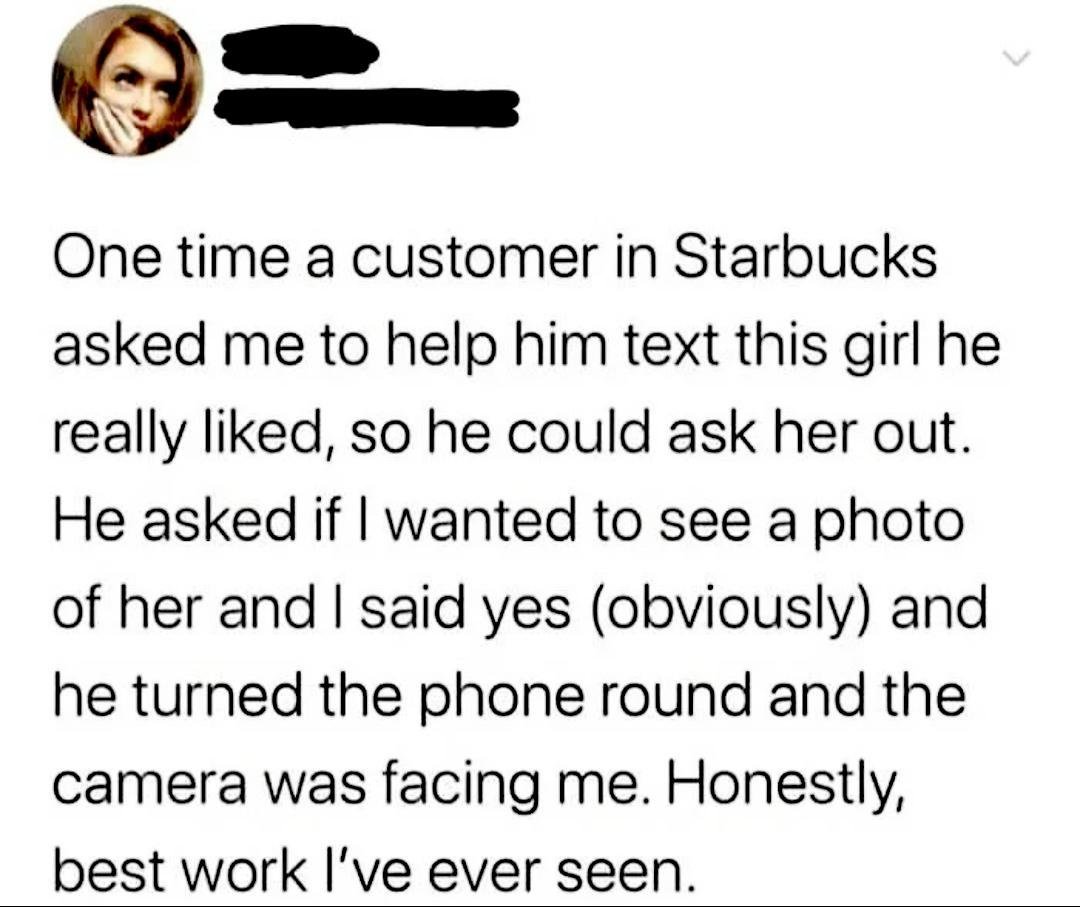 One time a customer in Starbucks
asked me to help him text this girl he
really liked, so he could ask her out.
He asked if I wanted to see a photo
of her and I said yes (obviously) and
he turned the phone round and the
camera was facing me. Honestly,
best work I've ever seen.